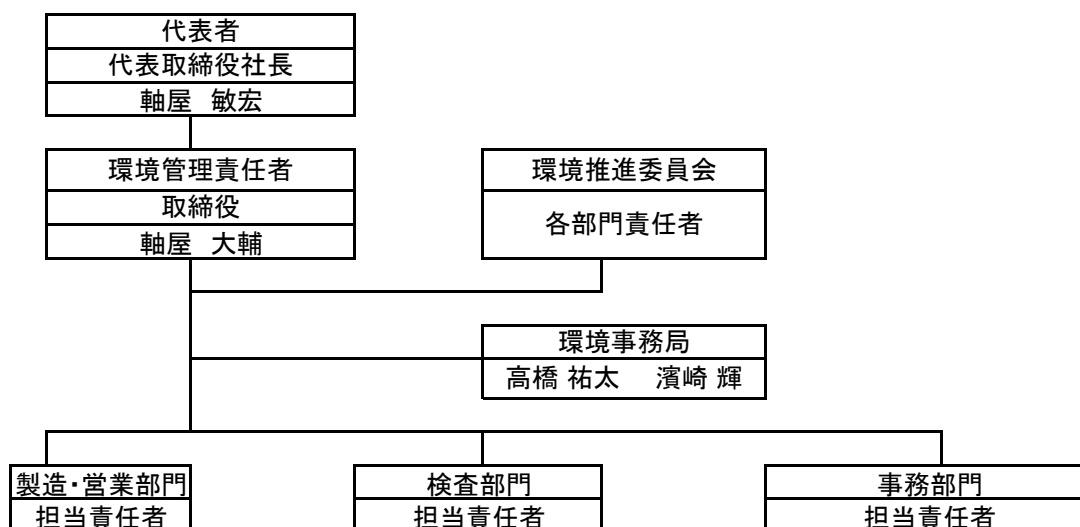 代表者
代表取締役社長
軸屋 敏宏
環境管理責任者
取締役
軸屋 大輔
環境推進委員会
各部門責任者
環境事務局
高橋 祐太 濱崎 輝
製造・営業部門
担当責任者
検査部門
担当責任者
事務部門
担当責任者